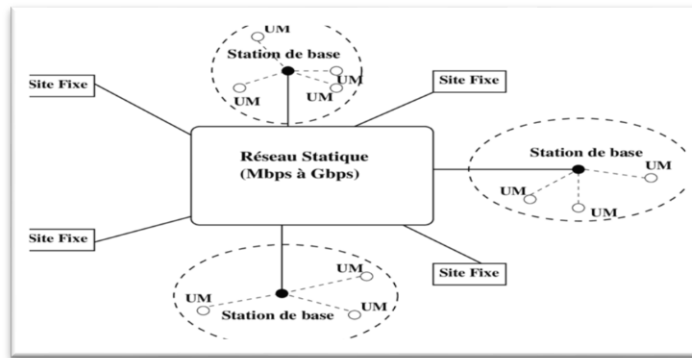 UM
Station de base
UM
UM
UM
Site Fixe
Site Fixe
Réseau Statique
(Mbps à Gbps)
Station de base
UM
UM
UM
Site Fixe
Site Fixe
UM
UM
UM
Station de base